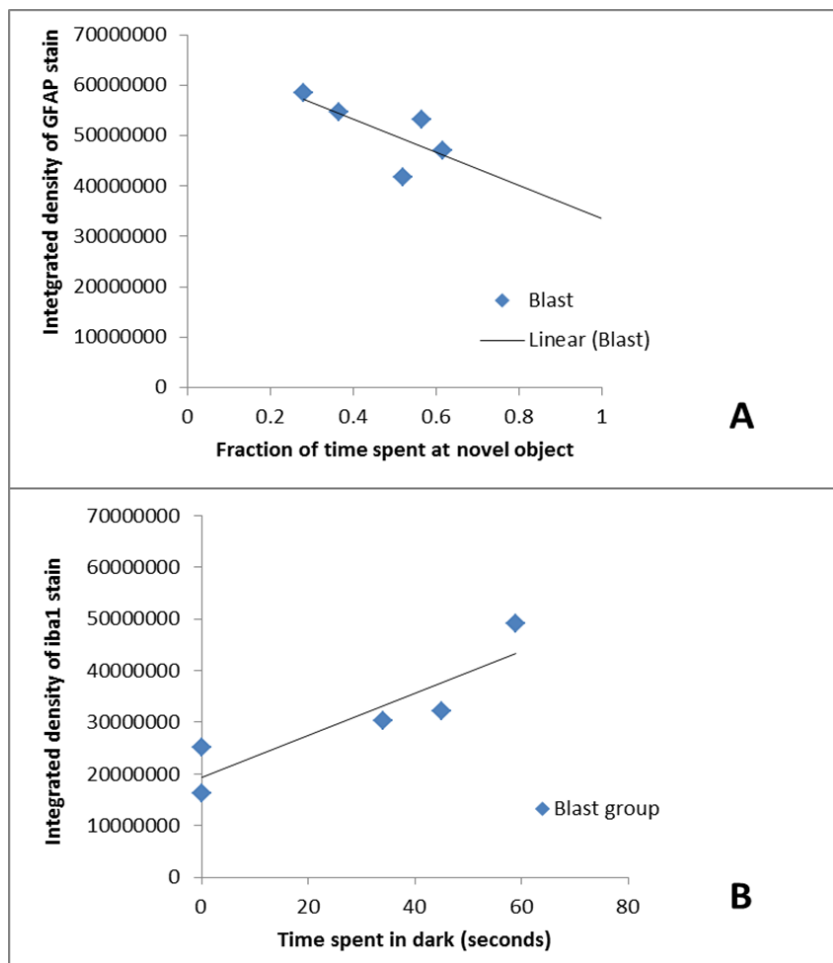 70000000
60000000
50000000
40000000
30000000
20000000
10000000
0
Intetgrated density of GFAP stain
0 0.2 0.4 0.6 0.8 1
Fraction of time spent at novel object
Blast
Linear (Blast)
A
70000000
60000000
50000000
40000000
30000000
20000000
10000000
0
Integrated density of iba1 stain
0 20 40 60 80
Time spent in dark (seconds)
Blast group
B